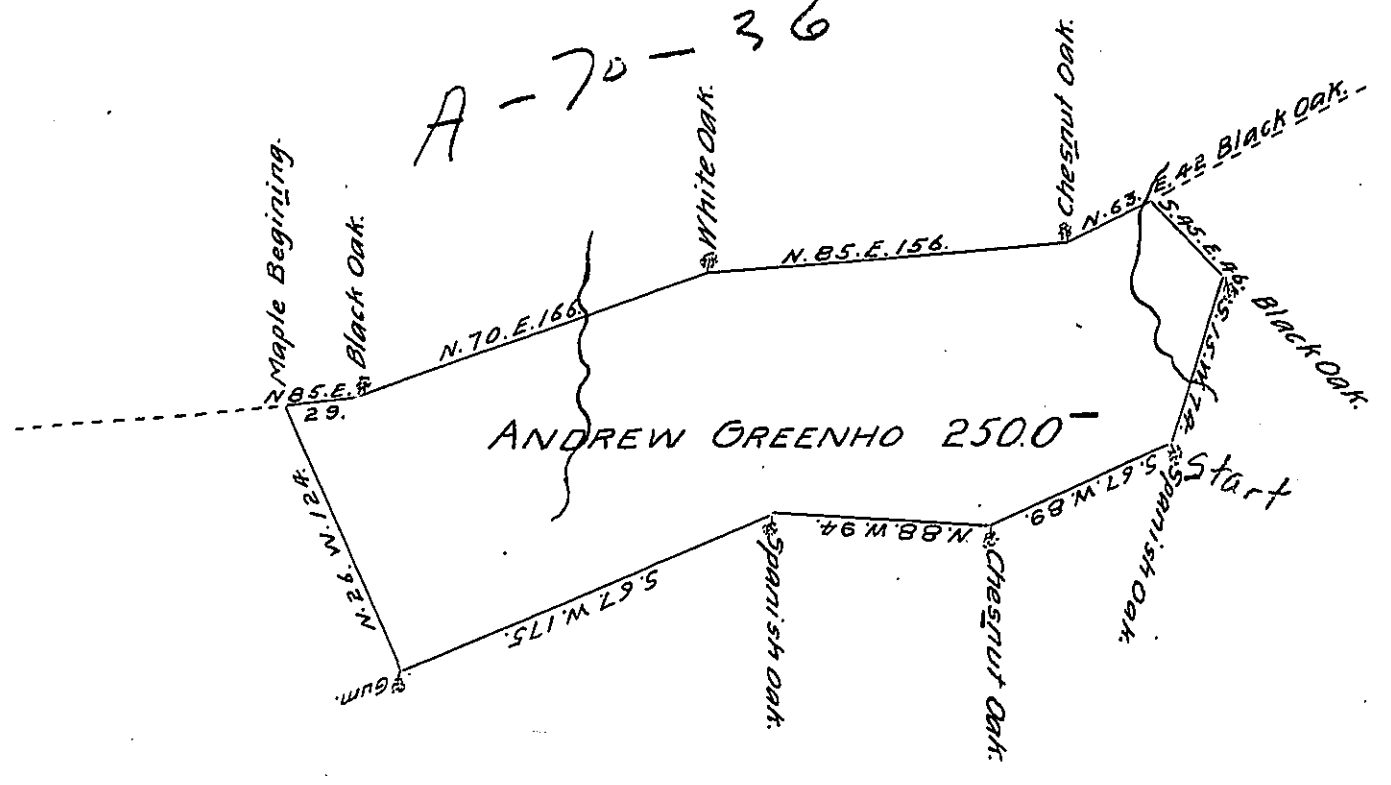 A-70-36
Maple Begining.
Black Oak.
White Oak.
Chesnut Oak.
N.63.E.42 Black Oak.
N.85.E.
29.
N.70.E.166.
N.85.E.156.
S.45.E.46.
Black Oak.
S.15.W.74.
ANDREW GREENHO 250.0
Start
Spanish Oak.
S.67.W.89.
Chesnut Oak.
N.88.W.94
Spanish Oak.
S.67.W.175.
Gum.
N.26.W.124.